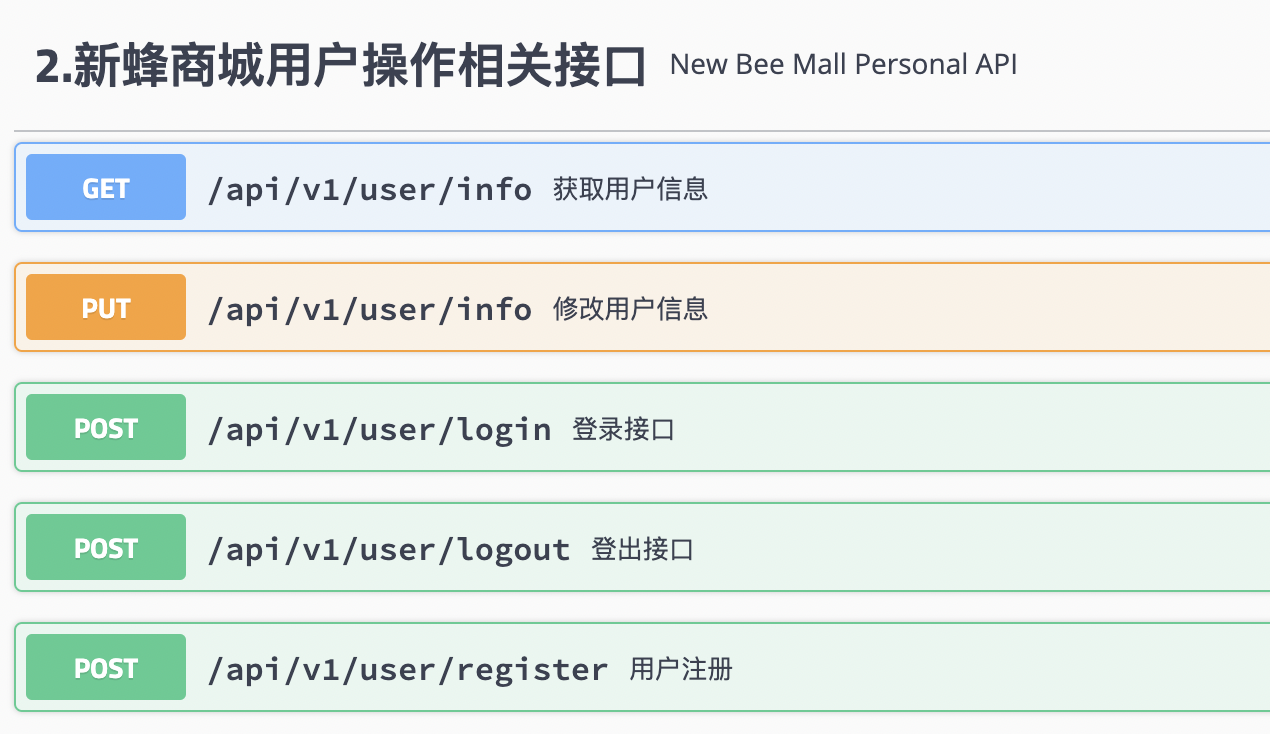 2.新蜂商城用户操作相关接口 New Bee Mall Personal API
GET /api/v1/user/info 获取用户信息
PUT /api/v1/user/info 修改用户信息
POST /api/v1/user/login 登录接口
POST /api/v1/user/logout 登出接口
POST /api/v1/user/register 用户注册